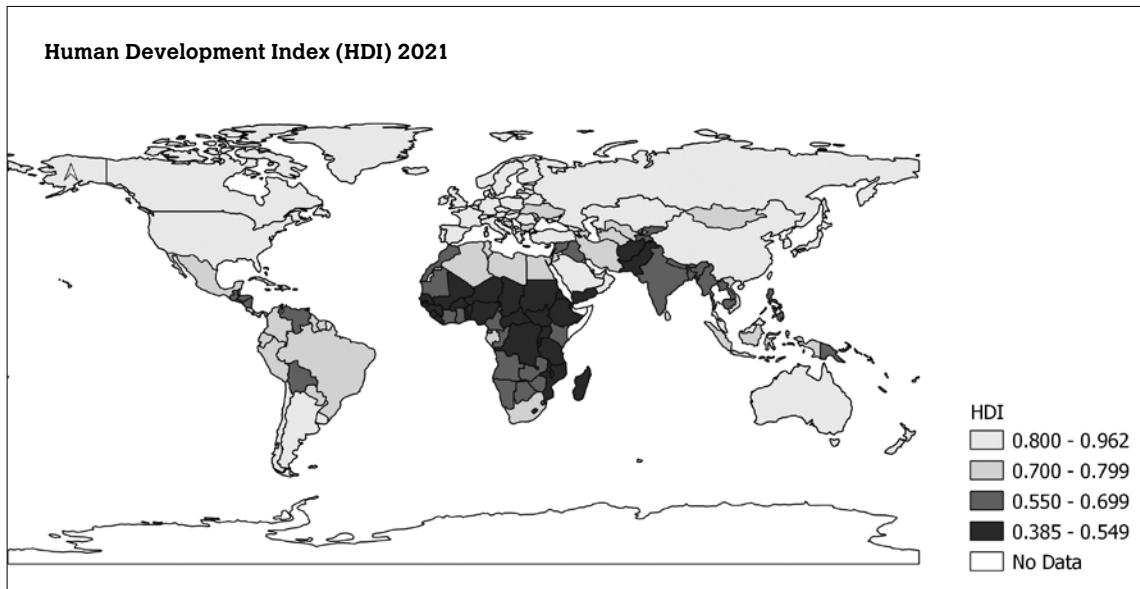 Human Development Index (HDI) 2021
HDI
0.800 - 0.962
0.700 - 0.799
0.550 - 0.699
0.385 - 0.549
No Data